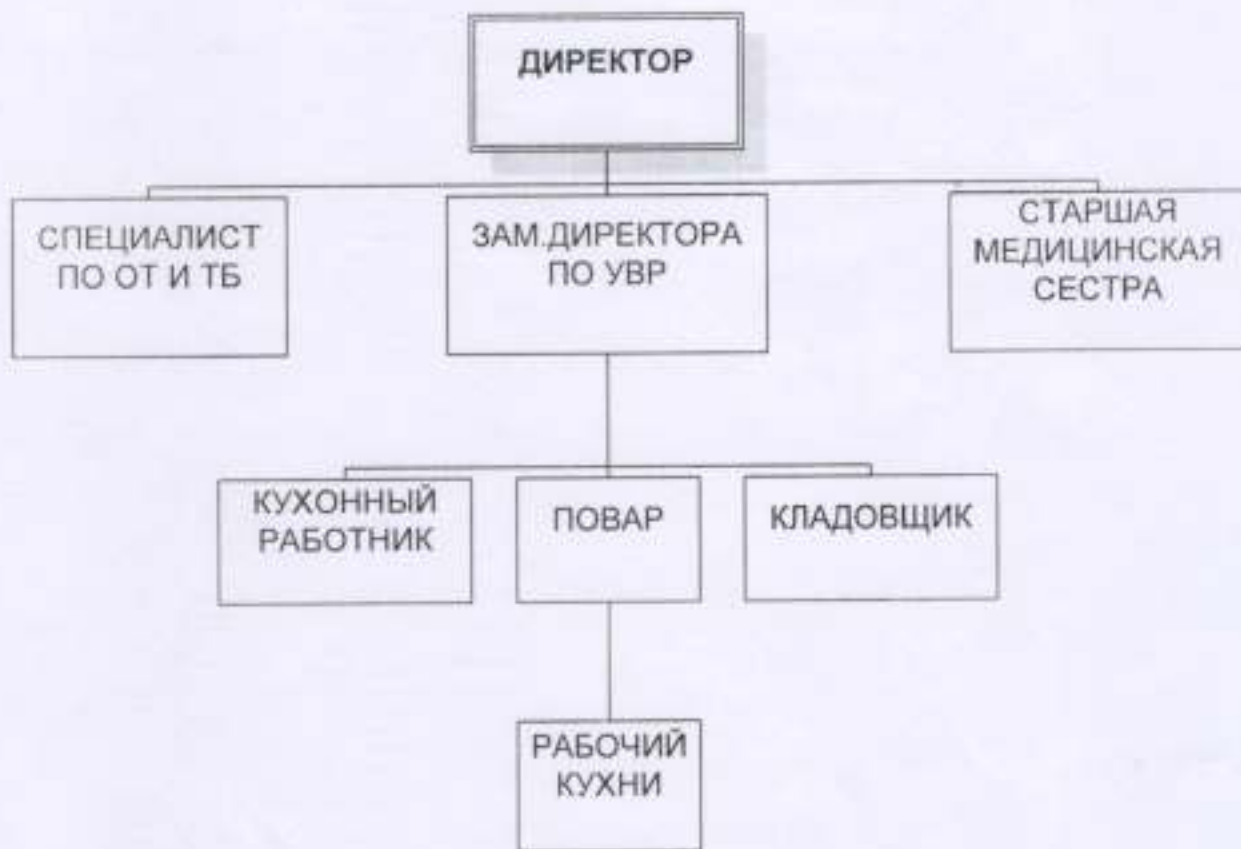 ДИРЕКТОР
СПЕЦИАЛИСТ
ПО ОТ И ТБ
ЗАМ.ДИРЕКТОРА
ПО УВР
СТАРШАЯ
МЕДИЦИНСКАЯ
СЕСТРА
КУХОННЫЙ
РАБОТНИК
ПОВАР
КЛАДОВЩИК
РАБОЧИЙ
КУХНИ